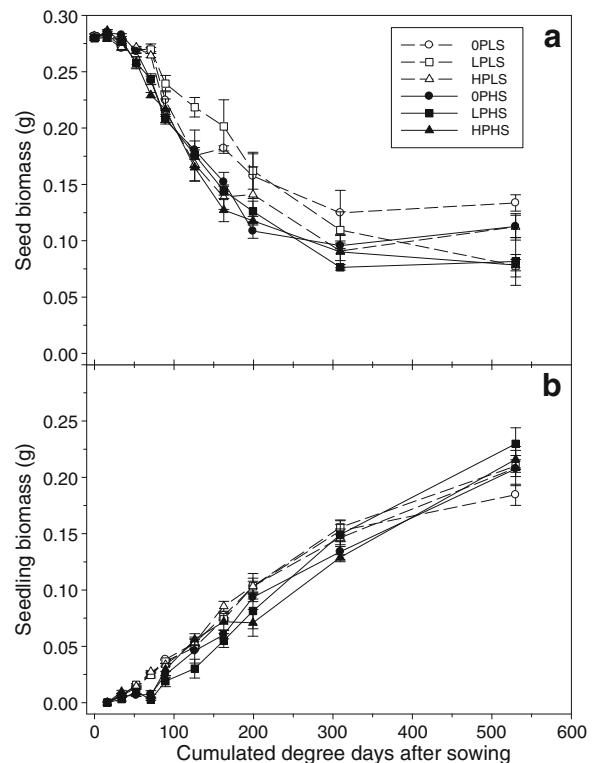 0.30
0.25
0.20
0.15
0.10
0.05
0.00
Seed biomass (g)
a
0PLS
LPLS
HPLS
0PHS
LPHS
HPHS
b
0.25
0.20
0.15
0.10
0.05
0.00
Seedling biomass (g)
0 100 200 300 400 500 600
Cumulated degree days after sowing